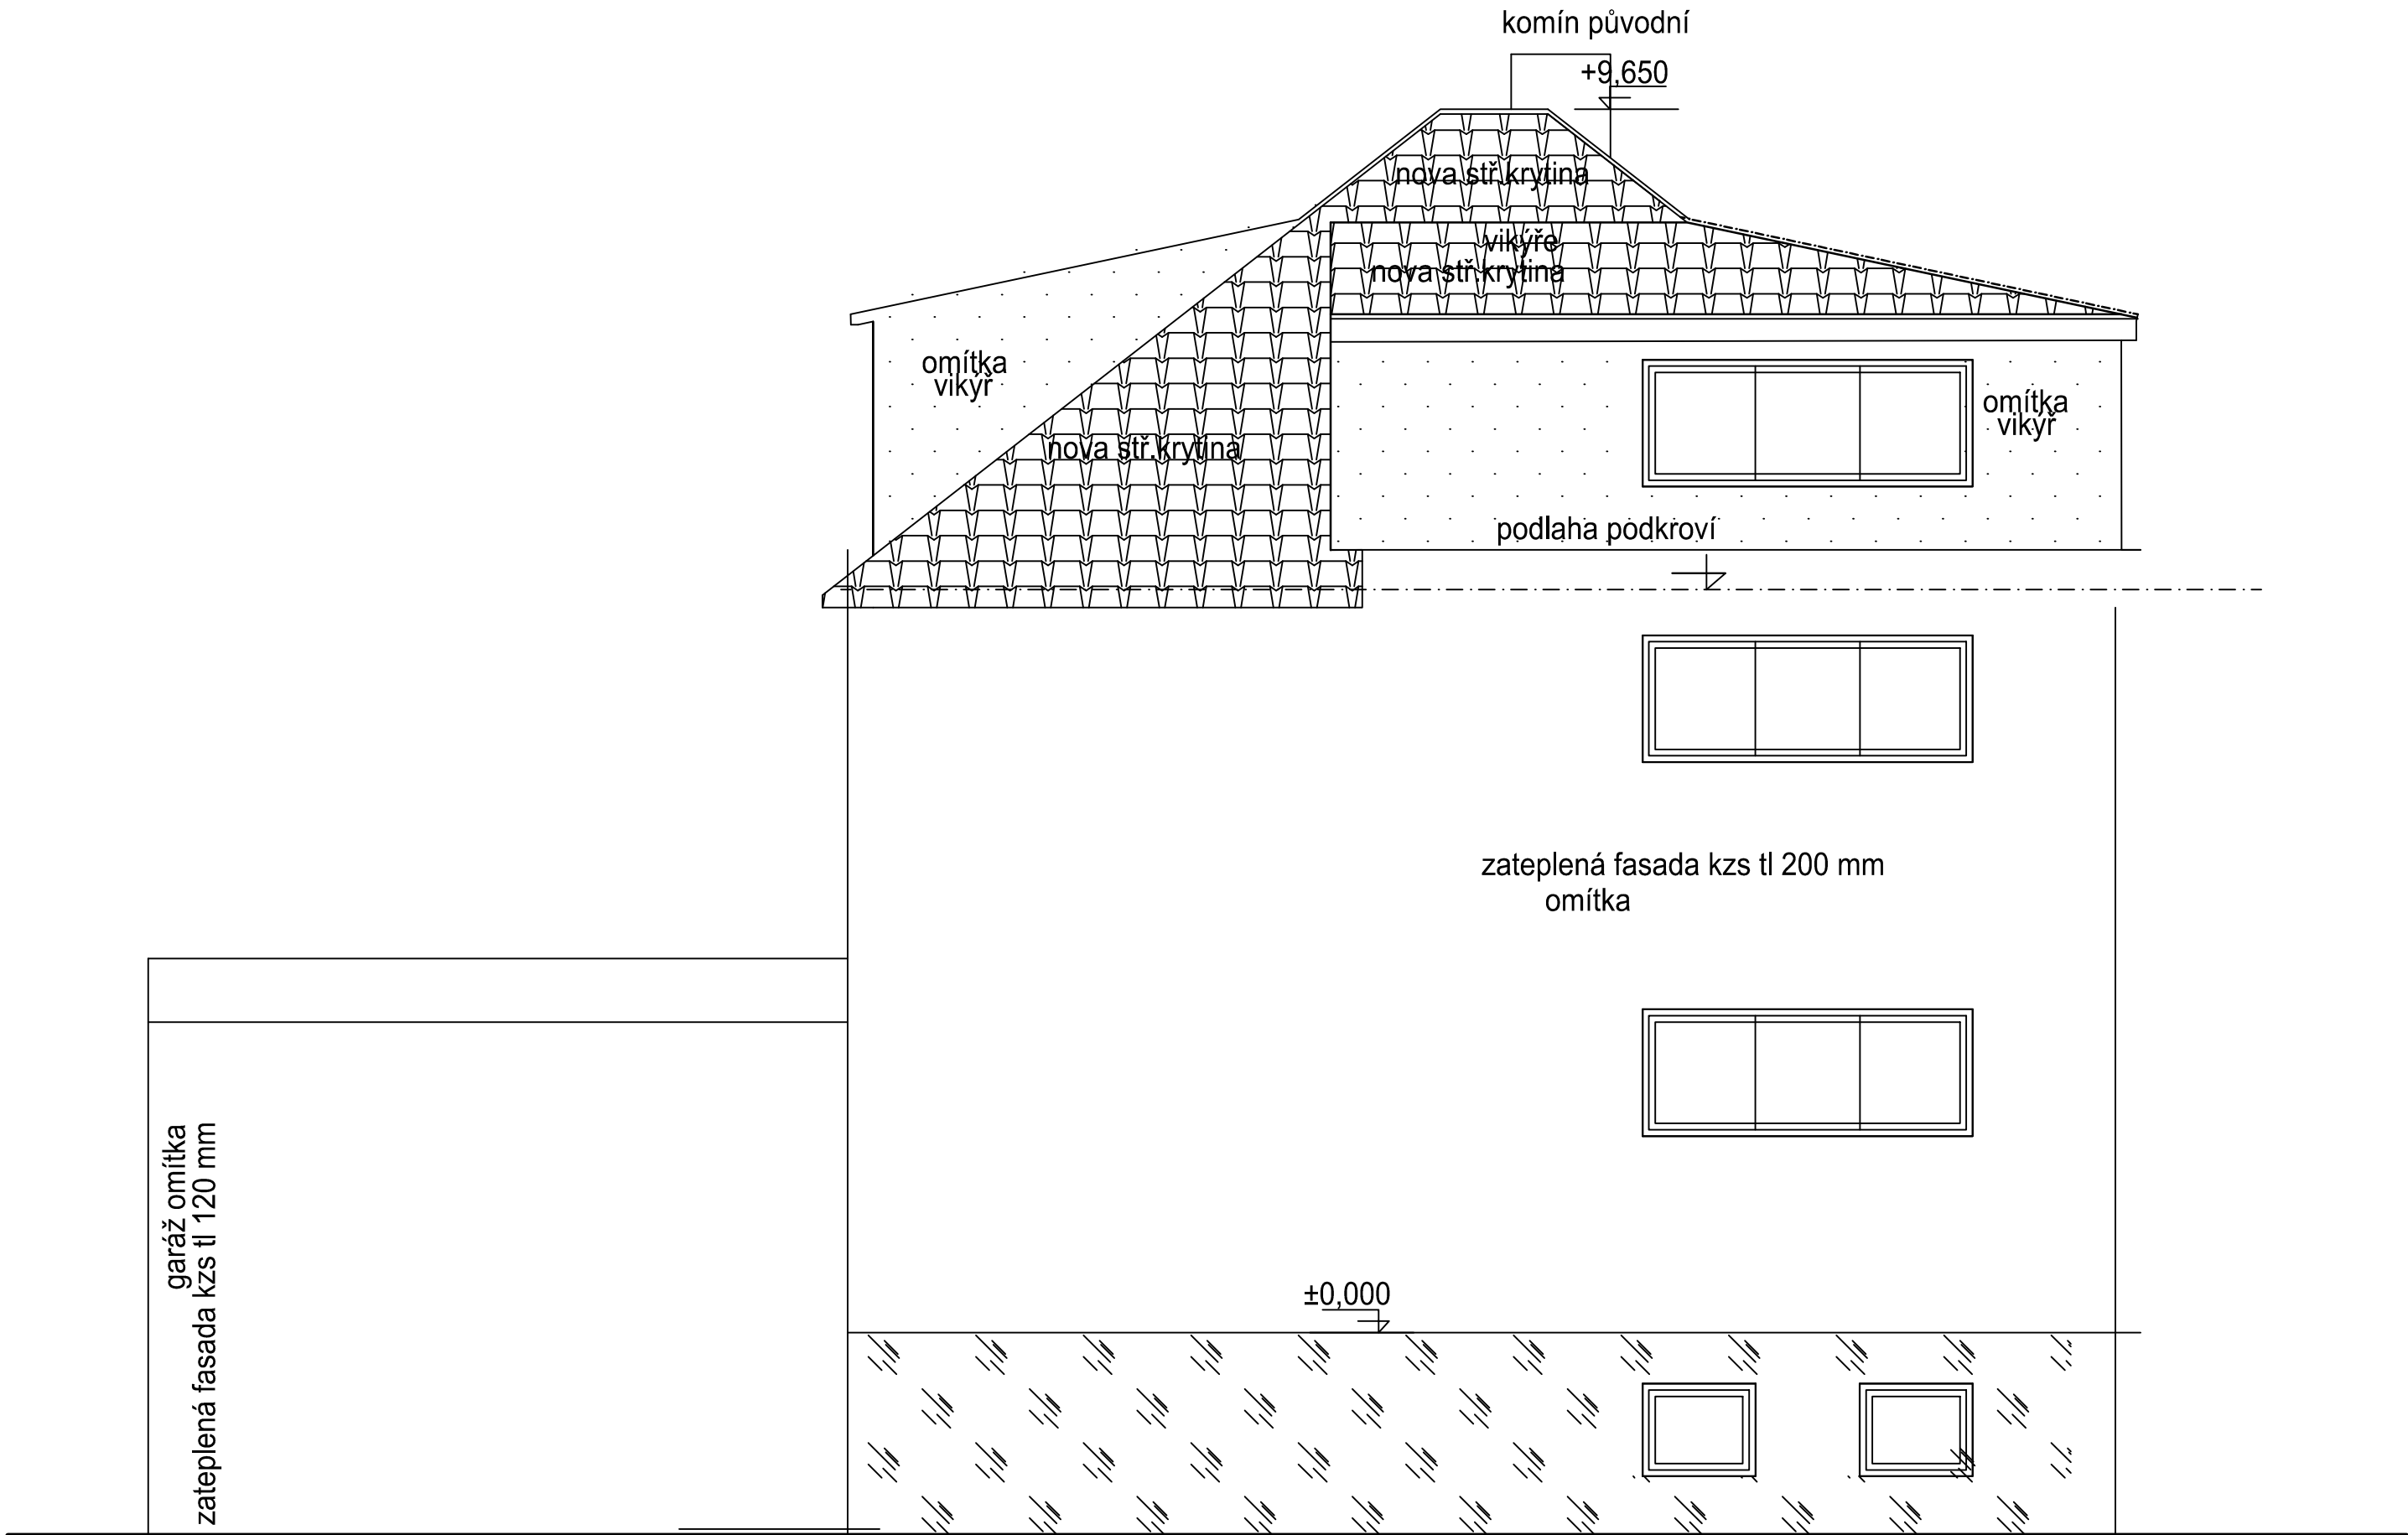 komín původní
+9,650
nova stř.krytina
vikýře
nova stř.krytina
omítka
vikýř
omítka
vikýř
nova stř.krytina
podlaha podkroví
zateplená fasada kzs tl 200 mm
omítka
garáž omítka
zateplená fasada kzs tl 120 mm
±0,000